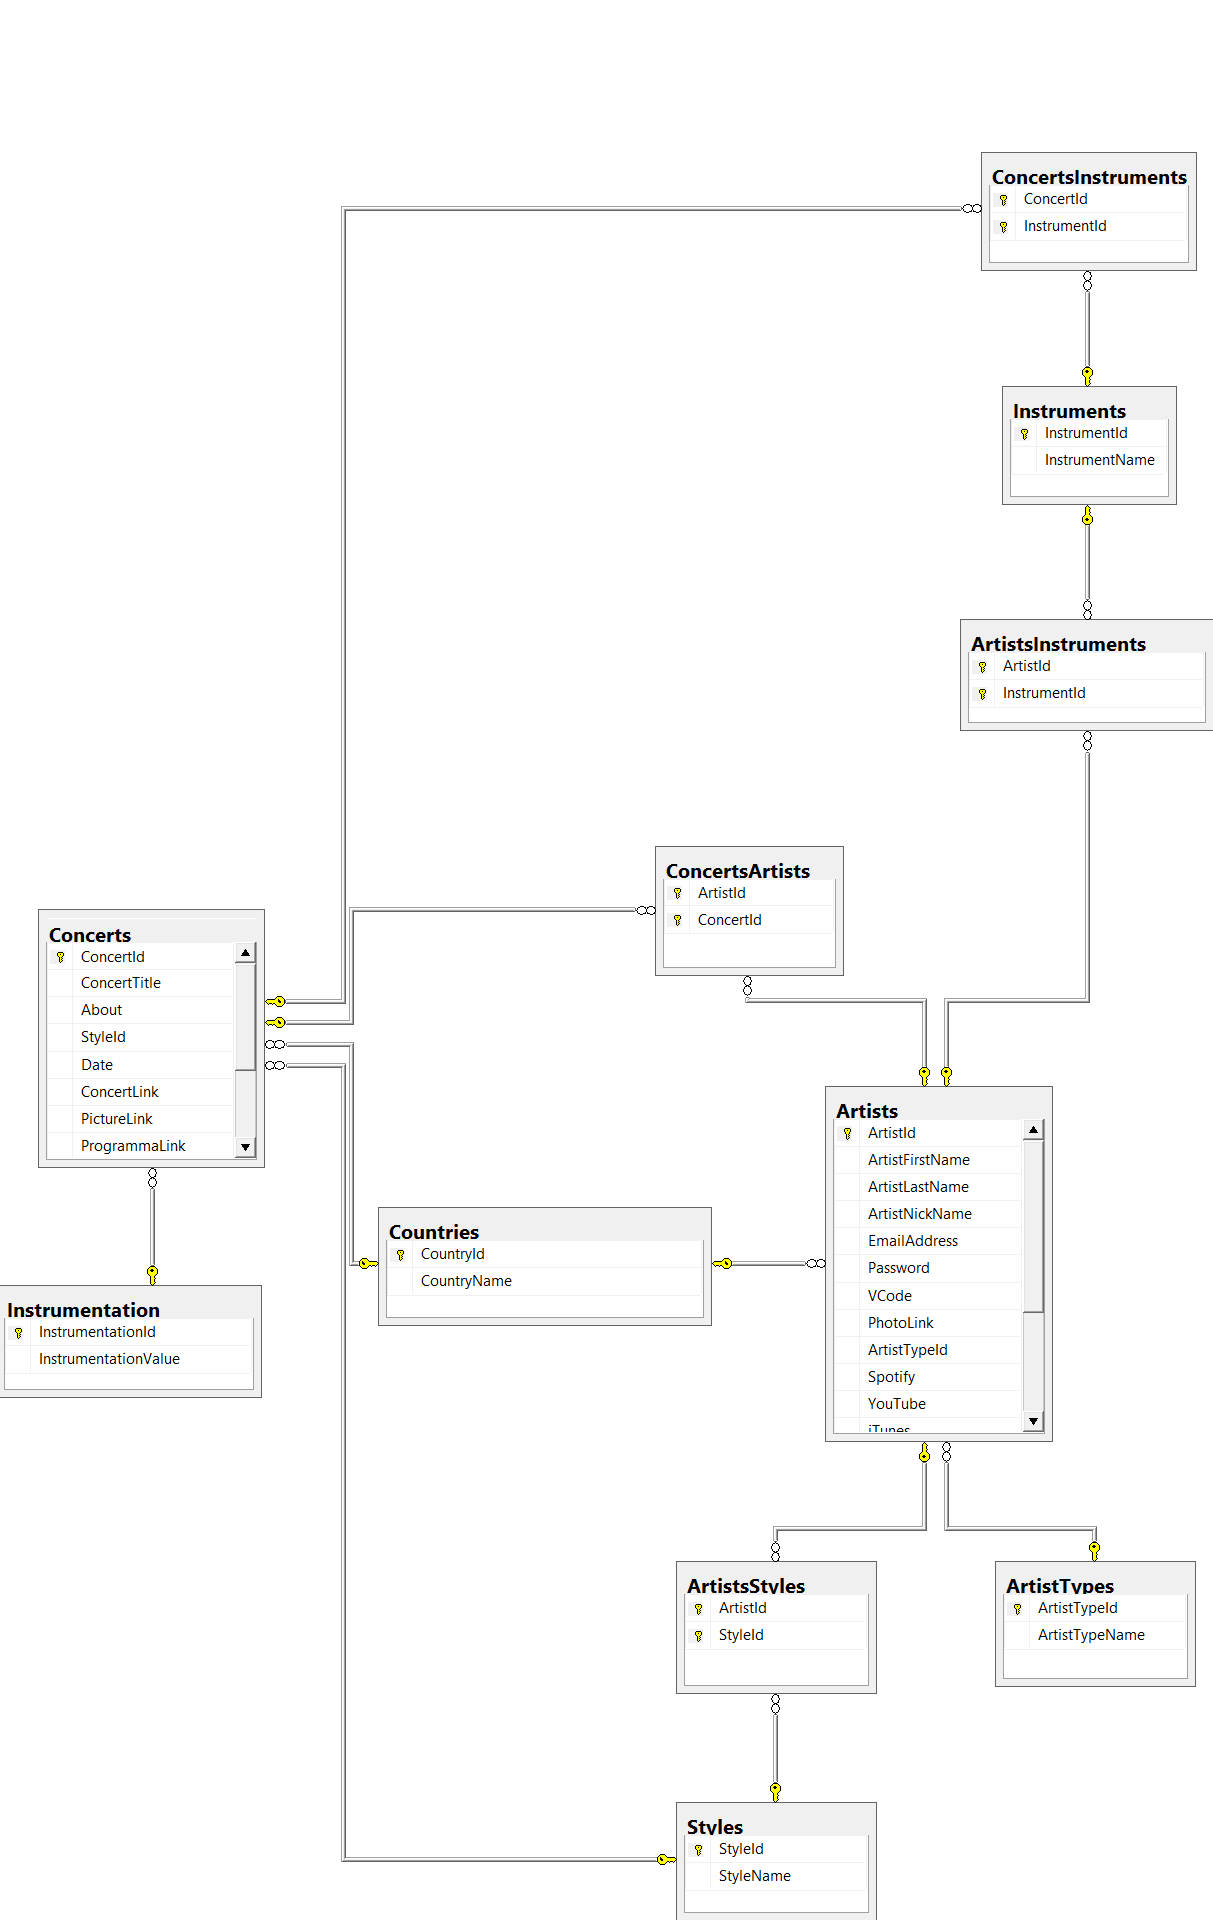 ConcertsInstruments
ConcertId
InstrumentId
Instruments
InstrumentId
InstrumentName
ArtistsInstruments
ArtistId
InstrumentId
ConcertsArtists
ArtistId
ConcertId
Concerts
ConcertId
ConcertTitle
About
StyleId
Date
ConcertLink
PictureLink
ProgrammaLink
Artists
ArtistId
ArtistFirstName
ArtistLastName
ArtistNickName
EmailAddress
Password
VCode
PhotoLink
ArtistTypeId
Spotify
YouTube
iTunes
Countries
CountryId
CountryName
Instrumentation
InstrumentationId
InstrumentationValue
ArtistsStyles
ArtistId
StyleId
ArtistTypes
ArtistTypeId
ArtistTypeName
Styles
StyleId
StyleName